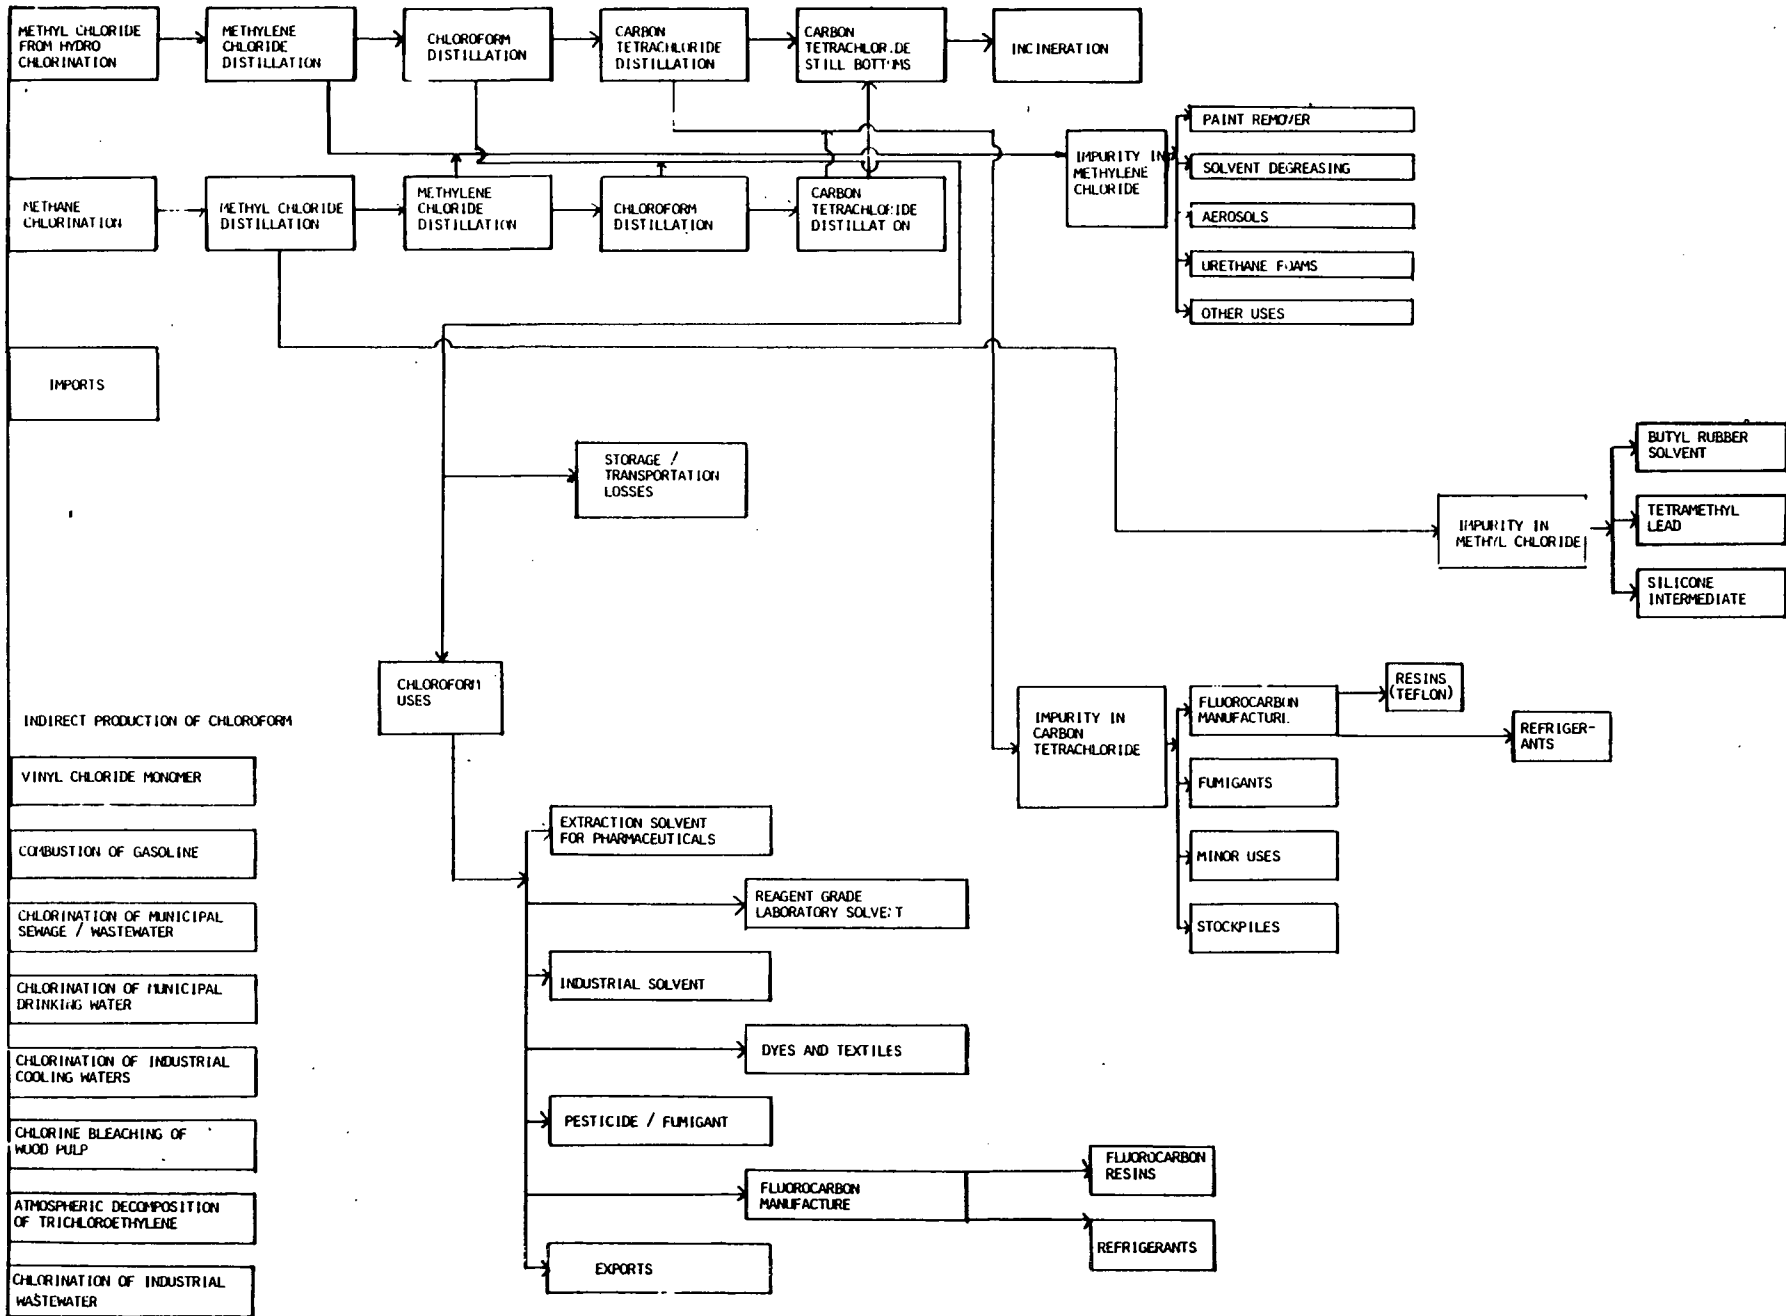 METHYL CHLORIDE
FROM HYDRO
CHLORINATION
METHYLENE
CHLORIDE
DISTILLATION
CHLOROFORM
DISTILLATION
CARBON
TETRACHLORIDE
DISTILLATION
CARBON
TETRACHLOR.DE
STILL BOTTOMS
INCINERATION
METHANE
CHLORINATION
METHYL CHLORIDE
DISTILLATION
METHYLENE
CHLORIDE
DISTILLATION
CHLOROFORM
DISTILLATION
CARBON
TETRACHLORIDE
DISTILLAT ON
IMPURITY IN
METHYLENE
CHLORIDE
PAINT REMOVER
SOLVENT DEGREASING
AEROSOLS
URETHANE FOAMS
OTHER USES
IMPORTS
STORAGE /
TRANSPORTATION
LOSSES
IMPURITY IN
METHYL CHLORIDE
BUTYL RUBBER
SOLVENT
TETRAMETHYL
LEAD
SILICONE
INTERMEDIATE
CHLOROFORM
USES
IMPURITY IN
CARBON
TETRACHLORIDE
FLUOROCARBON
MANUFACTURI.
RESINS
(TEFLON)
REFRIGER-
ANTS
FUMIGANTS
MINOR USES
STOCKPILES
INDIRECT PRODUCTION OF CHLOROFORM
VINYL CHLORIDE MONOMER
COMBUSTION OF GASOLINE
CHLORINATION OF MUNICIPAL
SEWAGE / WASTEWATER
CHLORINATION OF MUNICIPAL
DRINKING WATER
CHLORINATION OF INDUSTRIAL
COOLING WATERS
CHLORINE BLEACHING OF
WOOD PULP
ATMOSPHERIC DECOMPOSITION
OF TRICHLOROETHYLENE
CHLORINATION OF INDUSTRIAL
WASTEWATER
EXTRACTION SOLVENT
FOR PHARMACEUTICALS
REAGENT GRADE
LABORATORY SOLVENT
INDUSTRIAL SOLVENT
DYES AND TEXTILES
PESTICIDE / FUMIGANT
FLUOROCARBON
MANUFACTURE
FLUOROCARBON
RESINS
REFRIGERANTS
EXPORTS